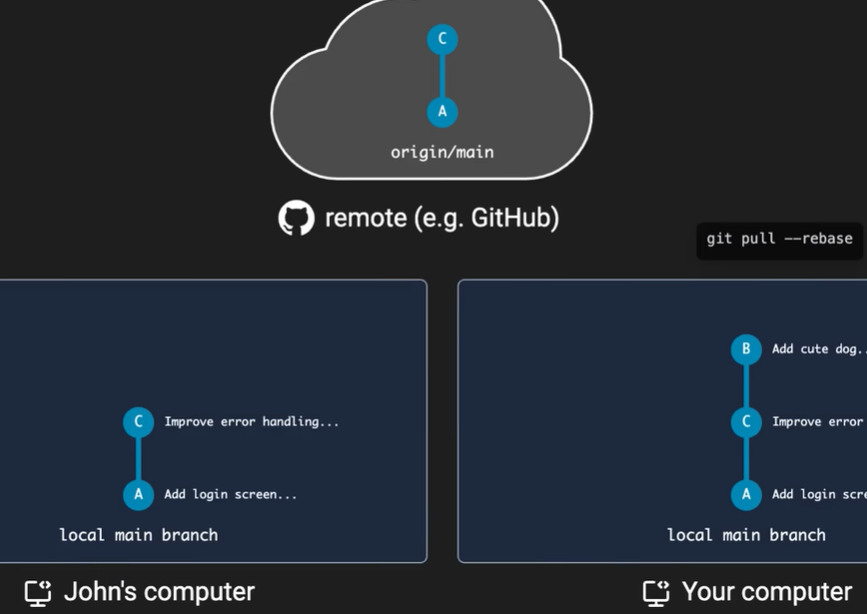 C
A
origin/main
remote (e.g. GitHub)
git pull --rebase
B Add cute dog..
C Improve error handling...
A Add login screen...
local main branch
John's computer
C Improve error
A Add login scre
local main branch
Your computer